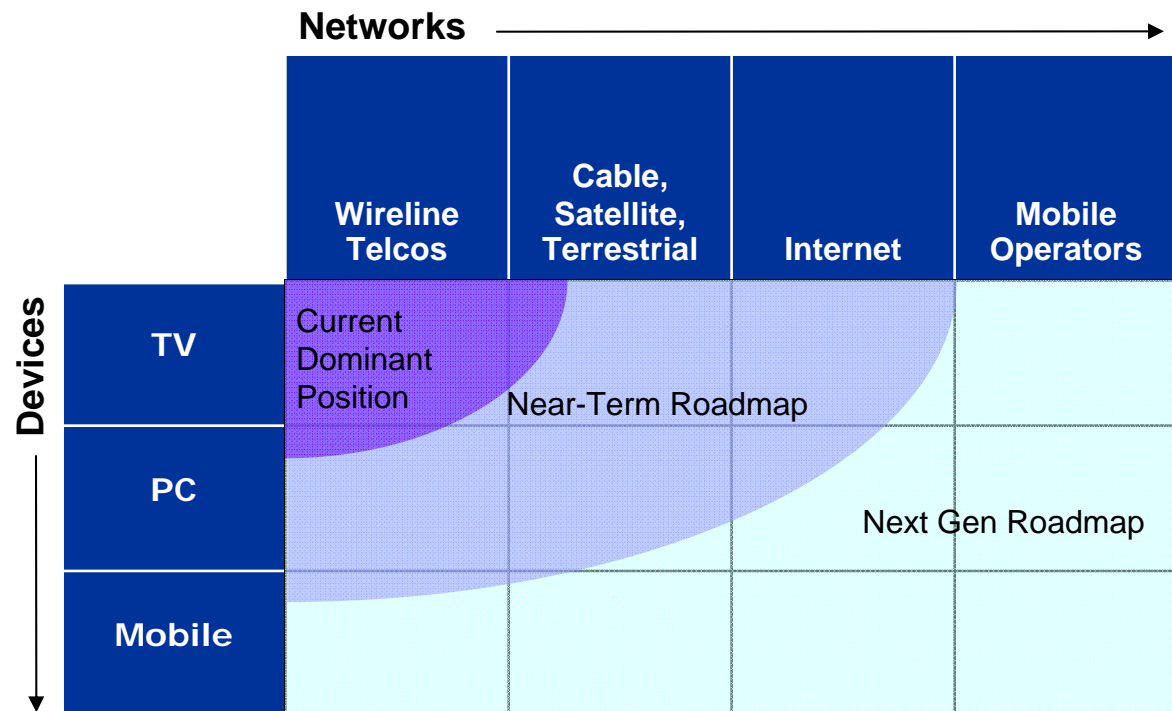 Networks
Wireline
Telcos
Cable,
Satellite,
Terrestrial
Internet
Mobile
Operators
Devices
TV
Current
Dominant
Position
Near-Term Roadmap
PC
Next Gen Roadmap
Mobile